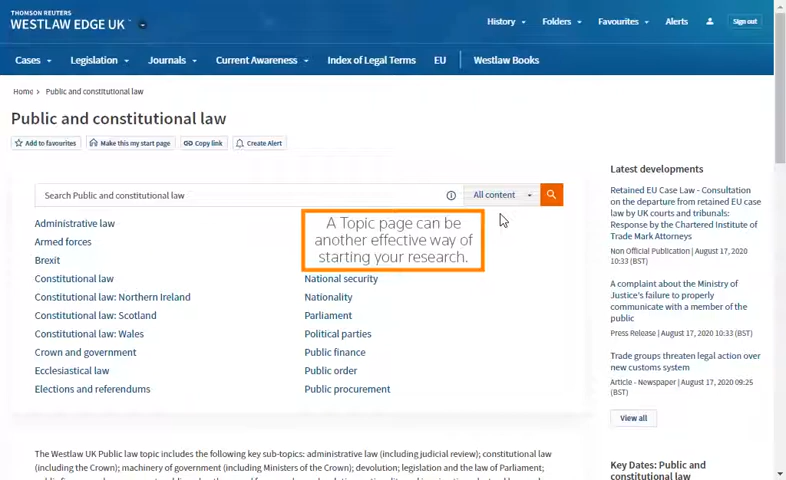 THOMSON REUTERS
WESTLAW EDGE UK
History
Folders
Favourites
Alerts
Sign out
Cases
Legislation
Journals
Current Awareness
Index of Legal Terms
EU
Westlaw Books
Home > Public and constitutional law
Public and constitutional law
Add to favourites
Make this my start page
Copy link
Create Alert
Search Public and constitutional law
All content
Administrative law
Armed forces
Brexit
Constitutional law
Constitutional law: Northern Ireland
Constitutional law: Scotland
Constitutional law: Wales
Crown and government
Ecclesiastical law
Elections and referendums
A Topic page can be
another effective way of
starting your research.
National security
Nationality
Parliament
Political parties
Public finance
Public order
Public procurement
The Westlaw UK Public law topic includes the following key sub-topics: administrative law (including judicial review); constitutional law
(including the Crown); machinery of government (including Ministers of the Crown); devolution; legislation and the law of Parliament;
Latest developments
Retained EU Case Law - Consultation
on the departure from retained EU case
law by UK courts and tribunals:
Response by the Chartered Institute of
Trade Mark Attorneys
Non Official Publication | August 17, 2020
10:33 (BST)
A complaint about the Ministry of
Justice's failure to properly
communicate with a member of the
public
Press Release | August 17, 2020 10:33 (BST)
Trade groups threaten legal action over
new customs system
Article - Newspaper | August 17, 2020 09:25
(BST)
View all
Key Dates: Public and
constitutional law